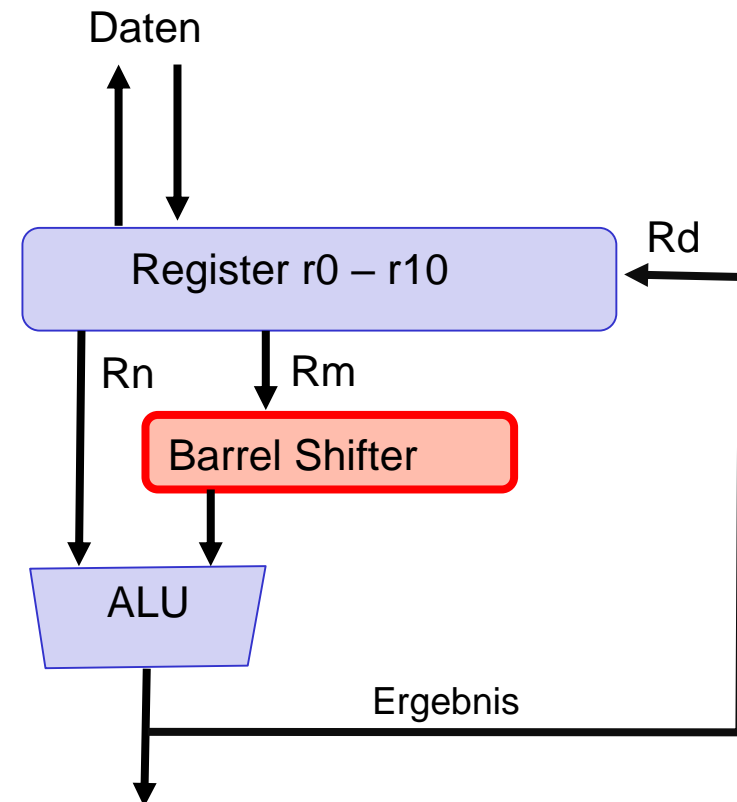 Daten
Rd
Register r0 – r10
Rn
Rm
Barrel Shifter
ALU
Ergebnis